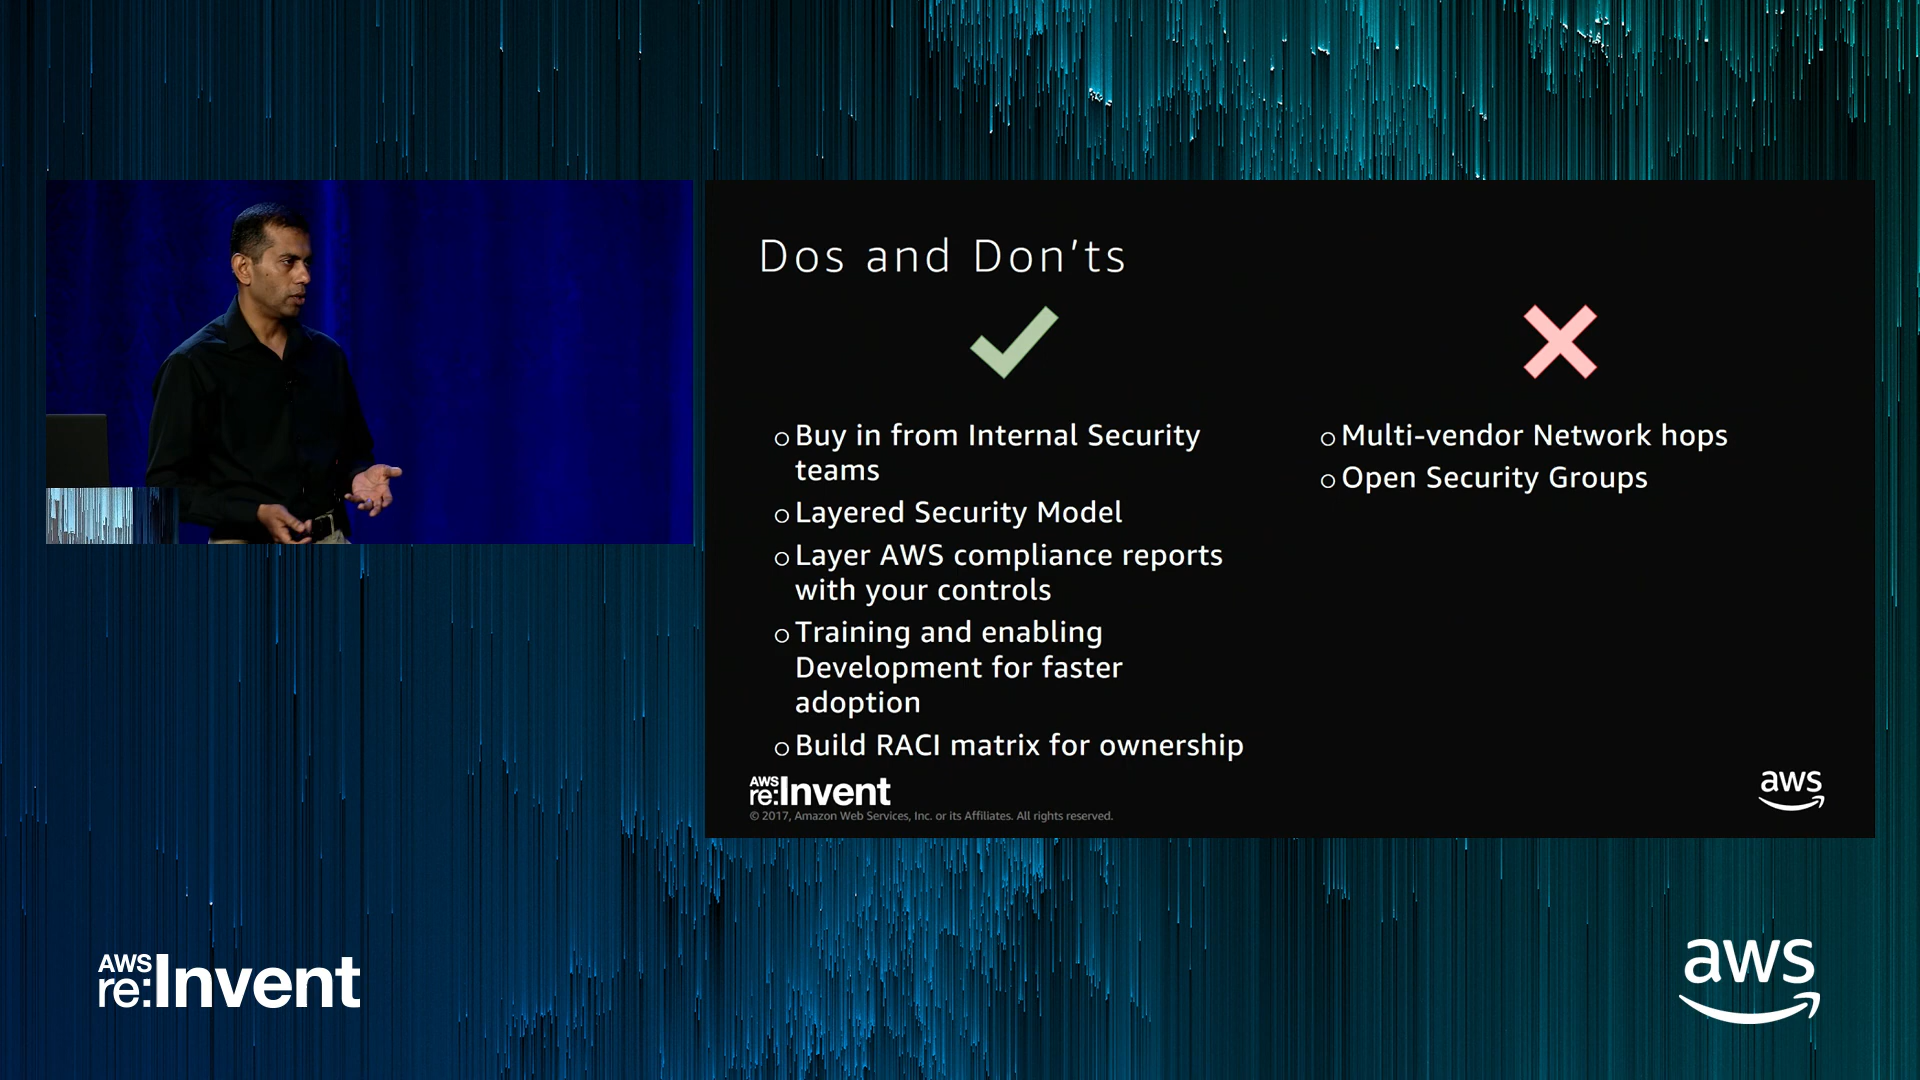 Dos and Don'ts
○ Buy in from Internal Security
teams
○ Layered Security Model
○ Layer AWS compliance reports
with your controls
○ Training and enabling
Development for faster
adoption
○ Build RACI matrix for ownership
○ Multi-vendor Network hops
○ Open Security Groups
AWS
re:Invent
© 2017, Amazon Web Services, Inc. or its Affiliates. All rights reserved.
aws
AWS
re:Invent
aws